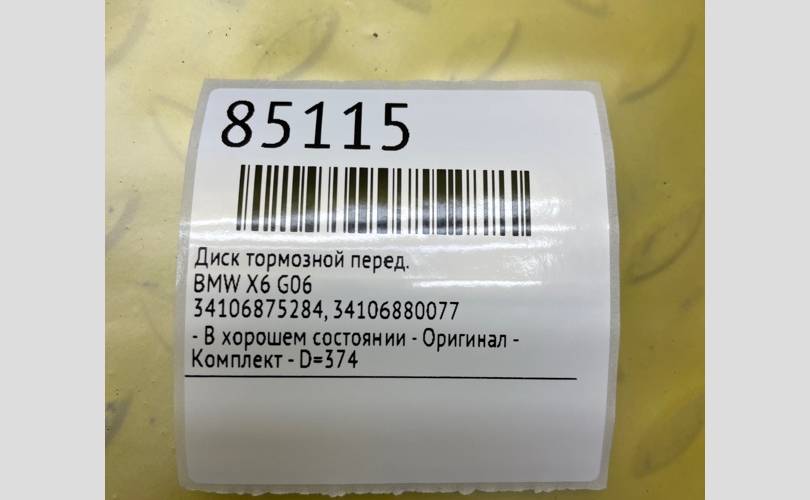 85115
Диск тормозной перед.
BMW X6 G06
34106875284, 34106880077
- В хорошем состоянии - Оригинал -
Комплект - D=374